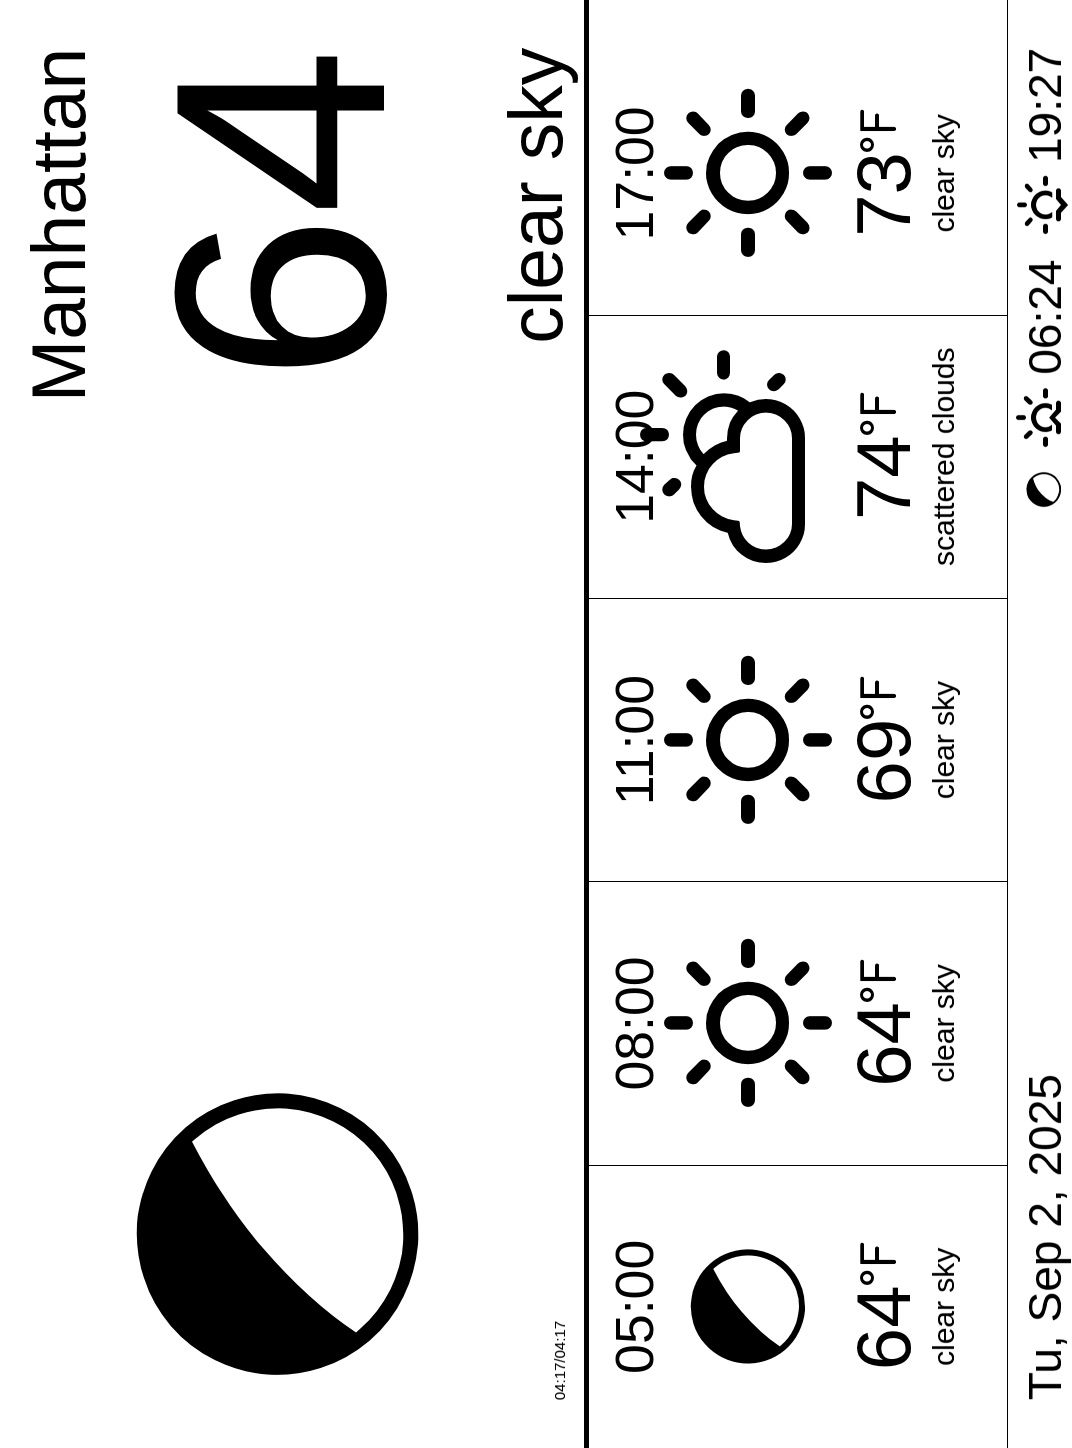 Manhattan
64
clear sky
04:17/04:17
05:00
64°F
clear sky
08:00
64°F
clear sky
11:00
69°F
clear sky
14:00
74°F
scattered clouds
17:00
73°F
clear sky
Tu, Sep 2, 2025
06:24
19:27